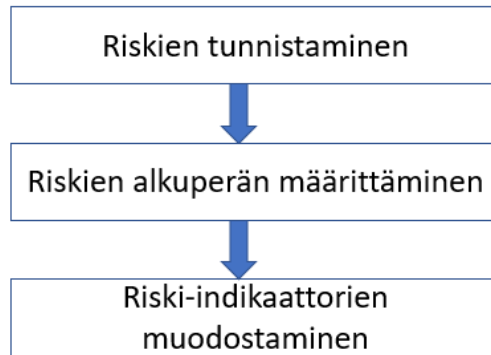 Riskien tunnistaminen
Riskien alkuperän määrittäminen
Riski-indikaattorien
muodostaminen